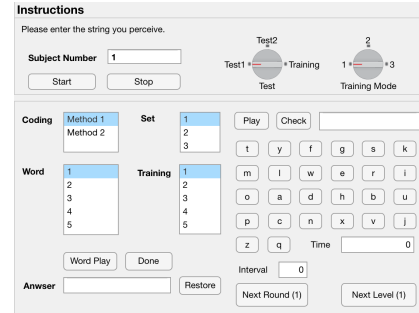 Instructions
Please enter the string you perceive.
Subject Number 1
Start Stop
Test2
Test1 Training
Test
2
1 3
Training Mode
Coding Method 1
Method 2
Set 1
2
3
Word 1
2
3
4
5
Training 1
2
3
4
5
Word Play Done
Anwser Restore
Play Check
t y f g s k
m l w e r i
o a d h b u
p c n x v j
z q Time 0
Interval 0
Next Round (1) Next Level (1)